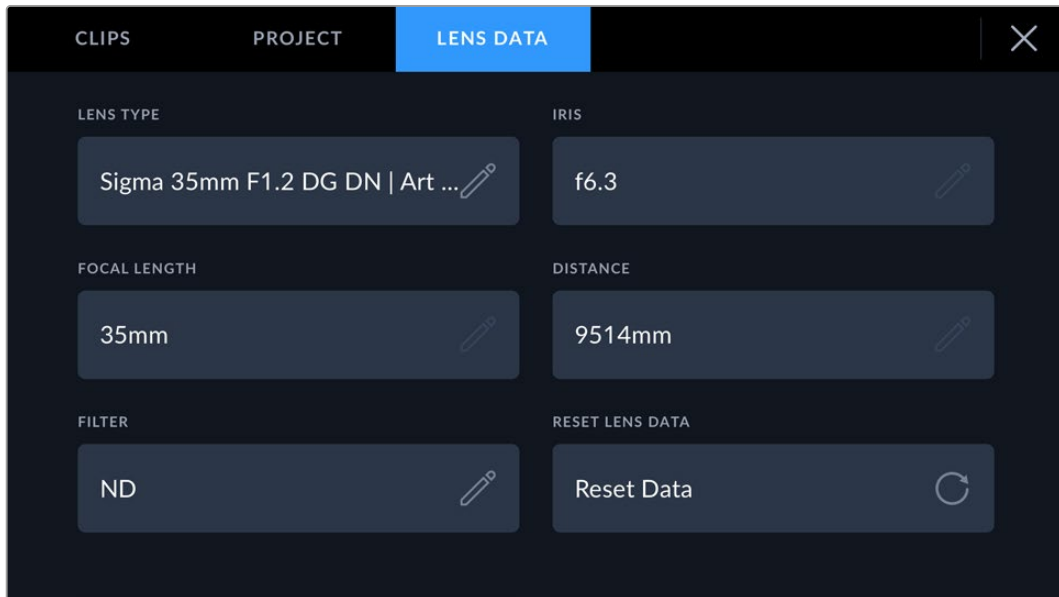 CLIPS PROJECT LENS DATA
LENS TYPE IRIS
Sigma 35mm F1.2 DG DN | Art ... f6.3
FOCAL LENGTH DISTANCE
35mm 9514mm
FILTER RESET LENS DATA
ND Reset Data